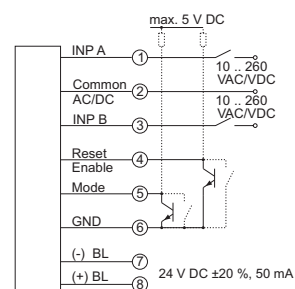 max. 5 V DC
INP A
1
10 .. 260
VAC/VDC
Common
AC/DC
2
10 .. 260
VAC/VDC
INP B
3
Reset
Enable
4
Mode
5
GND
6
(-) BL
7
(+) BL
8
24 V DC ±20 %, 50 mA